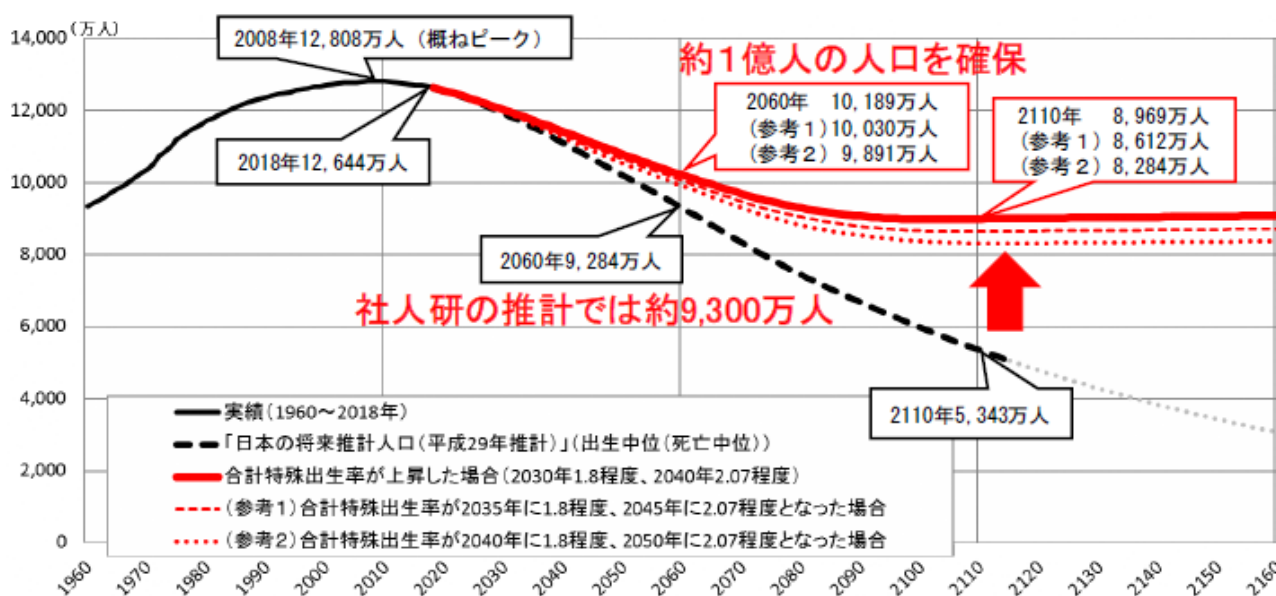 (万人)
14,000
12,000
10,000
8,000
6,000
4,000
2,000
0
2008年12,808万人（概ねピーク）
2018年12,644万人
約１億人の人口を確保
2060年　10,189万人
（参考１）10,030万人
（参考２）9,891万人
2110年　8,969万人
（参考１）8,612万人
（参考２）8,284万人
2060年9,284万人
社人研の推計では約9,300万人
2110年5,343万人
実績（1960～2018年）
「日本の将来推計人口（平成29年推計）」（出生中位（死亡中位））
合計特殊出生率が上昇した場合（2030年1.8程度、2040年2.07程度）
（参考１）合計特殊出生率が2035年に1.8程度、2045年に2.07程度となった場合
（参考２）合計特殊出生率が2040年に1.8程度、2050年に2.07程度となった場合
1960 1970 1980 1990 2000 2010 2020 2030 2040 2050 2060 2070 2080 2090 2100 2110 2120 2130 2140 2150 2160